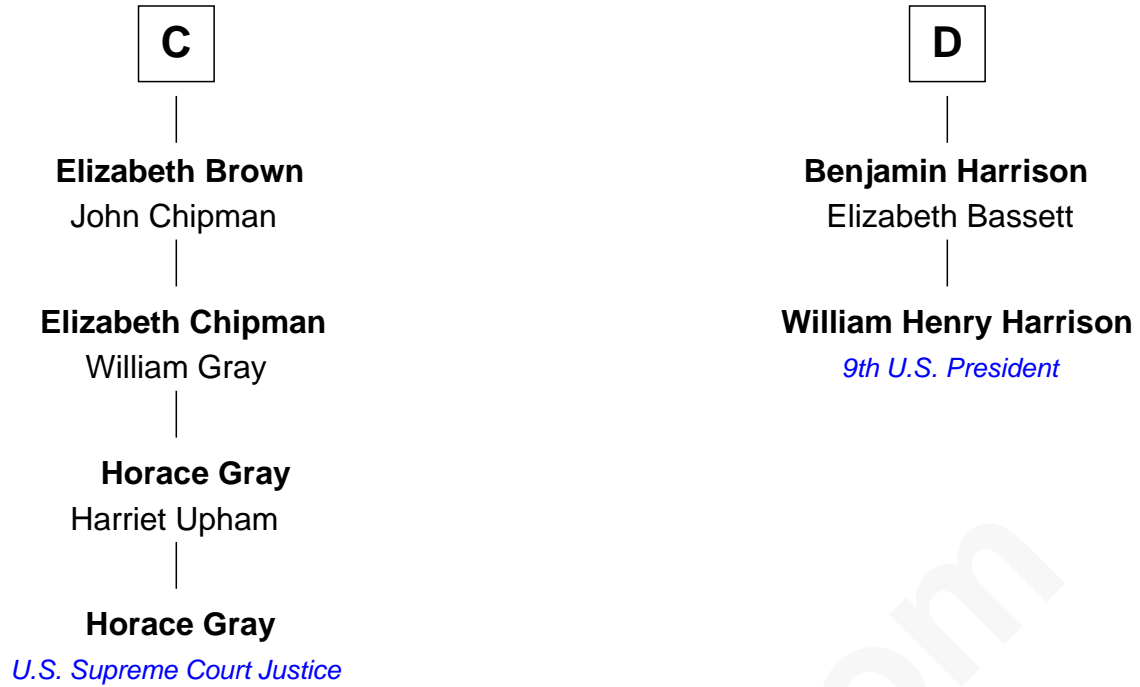 C
Elizabeth Brown
John Chipman
Elizabeth Chipman
William Gray
Horace Gray
Harriet Upham
Horace Gray
U.S. Supreme Court Justice
D
Benjamin Harrison
Elizabeth Bassett
William Henry Harrison
9th U.S. President
om